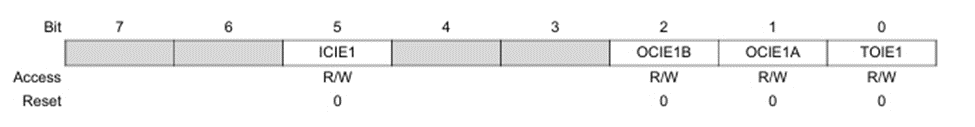 Bit 7 6 5 4 3 2 1 0
ICIE1 OCIE1B OCIE1A TOIE1
Access R/W R/W R/W R/W
Reset 0 0 0 0